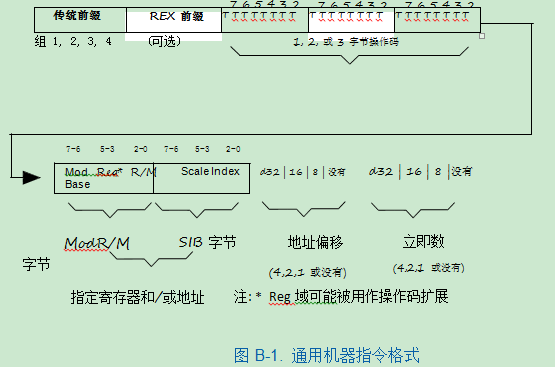 传统前缀 REX 前缀 7 6 5 4 3 2 7 6 5 4 3 2 7 6 5 4 3 2
T T T T T T T T T T T T T T T T T T T T T T T T
组 1, 2, 3, 4 (可选) 1, 2, 或 3 字节操作码
7-6 5-3 2-0 7-6 5-3 2-0
Mod Reg* R/M Scale Index d32 | 16 | 8 | 没有 d32 | 16 | 8 | 没有
Base
ModR/M SIB 字节 地址偏移 立即数
字节
(4,2,1 或没有) (4,2,1 或没有)
指定寄存器和/或地址 注:* Reg 域可能被用作操作码扩展
图 B-1. 通用机器指令格式